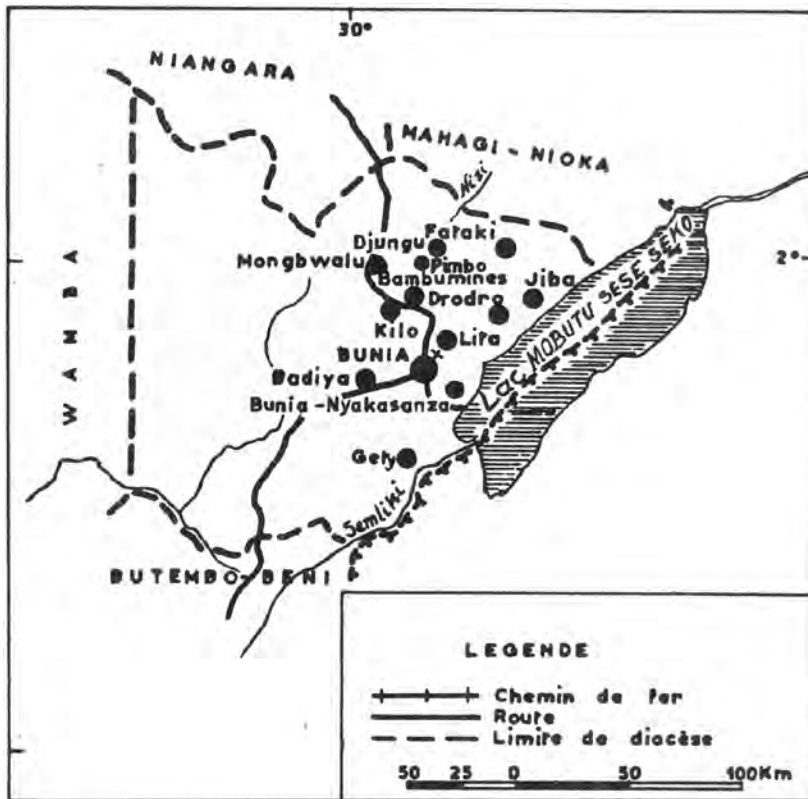 30°
NIANGARA
MAHAGI - NIOKA
Nizi
Djungu
Fataki
Mongbwalu
Pimbo
2°
Bambumines
Jiba
Drodro
Kilo
Lita
LAC MOBUTU SESE SEKO
WAMBA
BUNIA
Badiya
Bunia - Nyakasanza
Gety
Semliki
BUTEMBO - BENI
LEGENDE
Chemin de fer
Route
Limite de diocèse
50 25 0 50 100Km